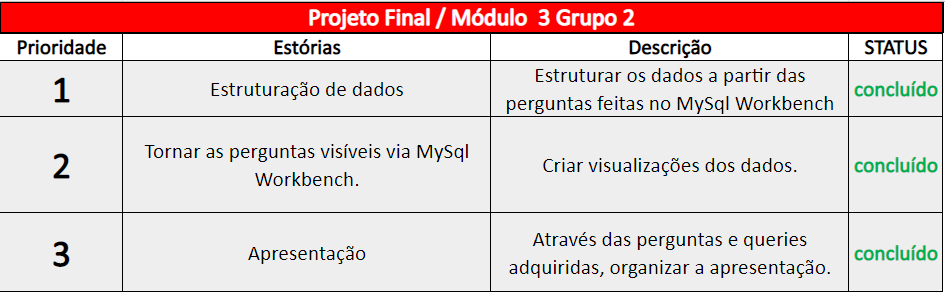 Projeto Final / Módulo 3 Grupo 2
Prioridade Estórias Descrição STATUS
1 Estruturação de dados Estruturar os dados a partir das
perguntas feitas no MySql Workbench concluído
2 Tornar as perguntas visíveis via MySql
Workbench. Criar visualizações dos dados. concluído
3 Apresentação Através das perguntas e queries
adquiridas, organizar a apresentação. concluído